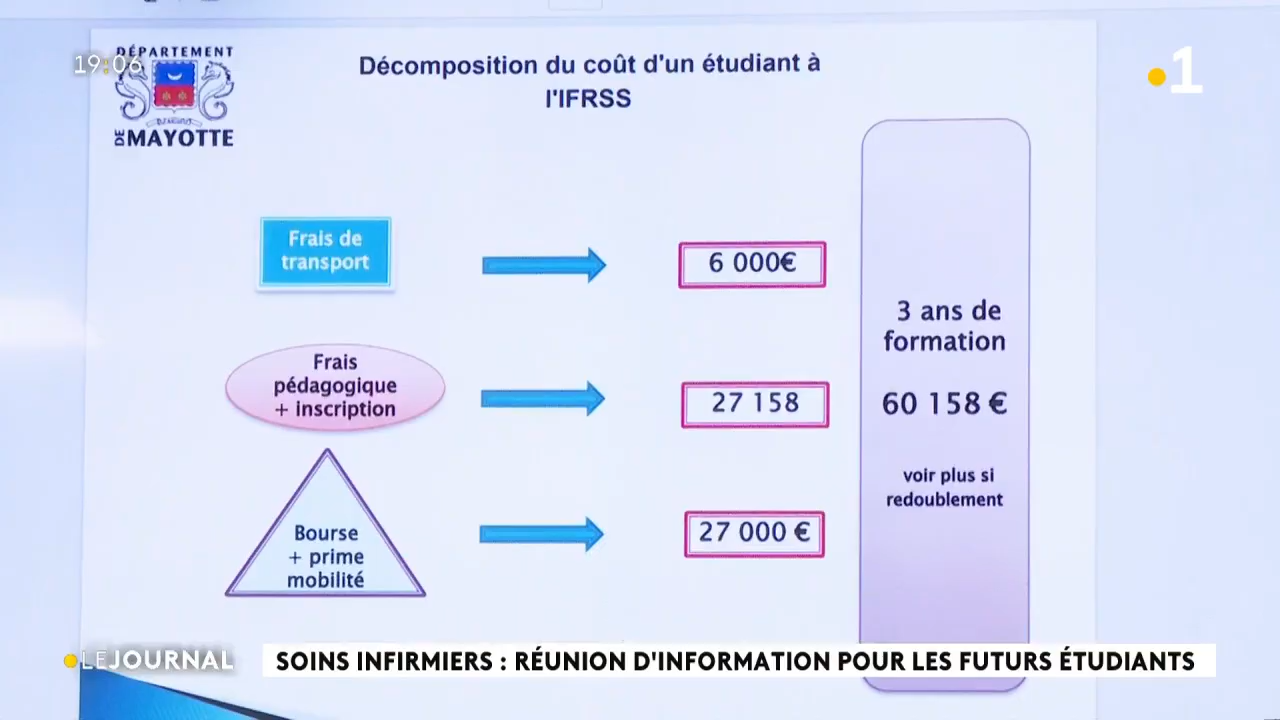 DÉPARTEMENT
19:06
DE MAYOTTE
1
Décomposition du coût d'un étudiant à
l'IFRSS
Frais de
transport
6 000€
Frais
pédagogique
+ inscription
27 158
Bourse
+ prime
mobilité
27 000 €
3 ans de
formation
60 158 €
voir plus si
redoublement
LEJOURNAL
SOINS INFIRMIERS : RÉUNION D'INFORMATION POUR LES FUTURS ÉTUDIANTS